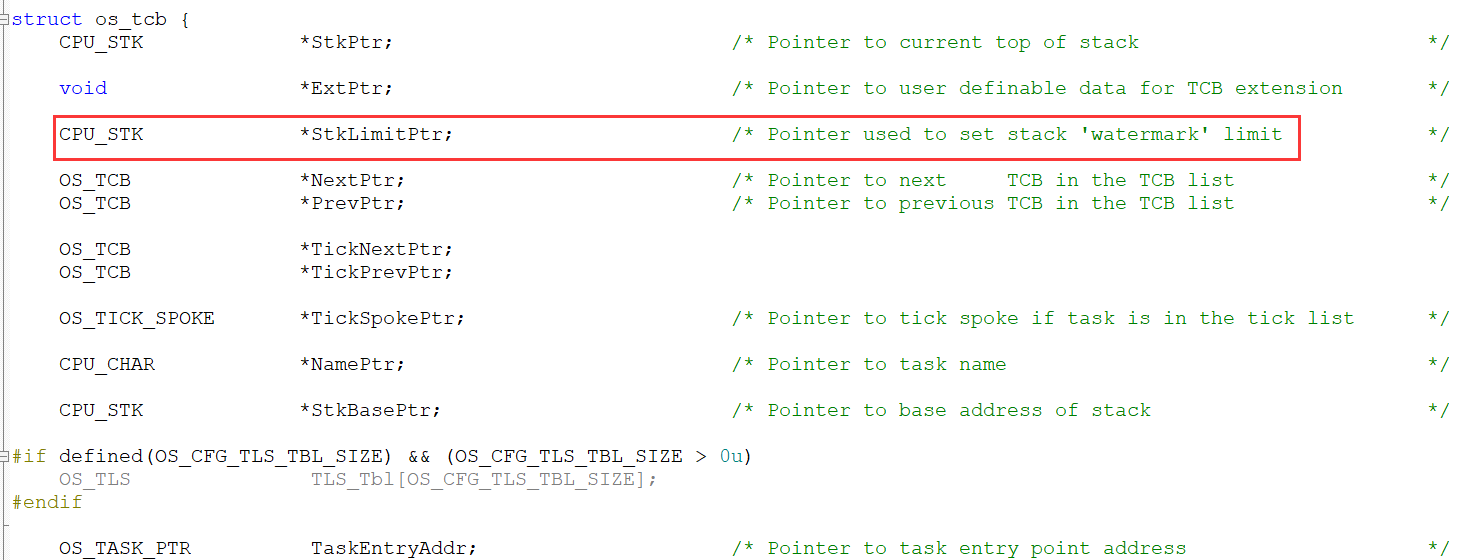 struct os_tcb {
CPU_STK *StkPtr; /* Pointer to current top of stack */
void *ExtPtr; /* Pointer to user definable data for TCB extension */
CPU_STK *StkLimitPtr; /* Pointer used to set stack 'watermark' limit */
OS_TCB *NextPtr; /* Pointer to next     TCB in the TCB list */
OS_TCB *PrevPtr; /* Pointer to previous TCB in the TCB list */
OS_TCB *TickNextPtr;
OS_TCB *TickPrevPtr;
OS_TICK_SPOKE *TickSpokePtr; /* Pointer to tick spoke if task is in the tick list */
CPU_CHAR *NamePtr; /* Pointer to task name */
CPU_STK *StkBasePtr; /* Pointer to base address of stack */
#if defined(OS_CFG_TLS_TBL_SIZE) && (OS_CFG_TLS_TBL_SIZE > 0u)
OS_TLS TLS_Tbl[OS_CFG_TLS_TBL_SIZE];
#endif
OS_TASK_PTR TaskEntryAddr; /* Pointer to task entry point address */